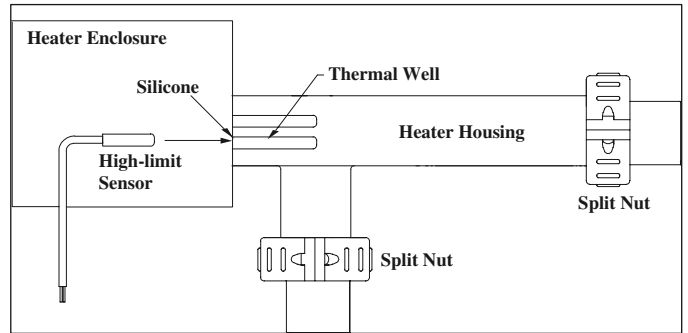 Heater Enclosure
Thermal Well
Silicone
Heater Housing
High-limit
Sensor
Split Nut
Split Nut